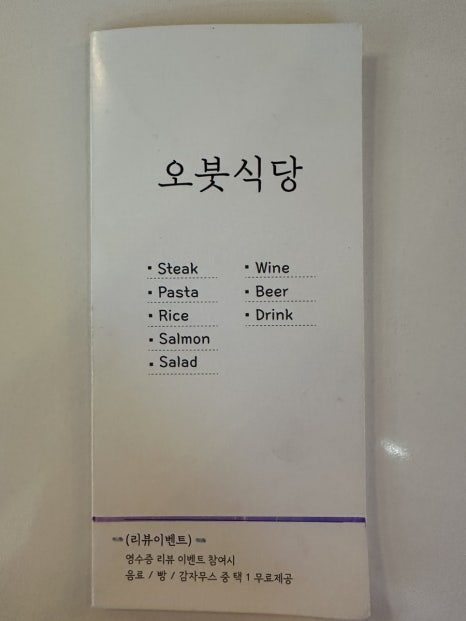 오붓식당
▪ Steak
▪ Pasta
▪ Rice
▪ Salmon
▪ Salad
▪ Wine
▪ Beer
▪ Drink
(리뷰이벤트)
영수증 리뷰 이벤트 참여시
음료 / 빵 / 감자무스 중 택 1 무료제공